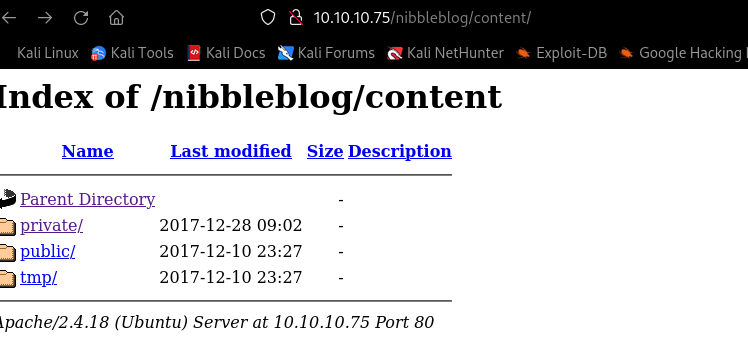 10.10.10.75/nibbleblog/content/
Kali Linux Kali Tools Kali Docs Kali Forums Kali NetHunter Exploit-DB Google Hacking
Index of /nibbleblog/content
Name Last modified Size Description
Parent Directory -
private/ 2017-12-28 09:02 -
public/ 2017-12-10 23:27 -
tmp/ 2017-12-10 23:27 -
Apache/2.4.18 (Ubuntu) Server at 10.10.10.75 Port 80